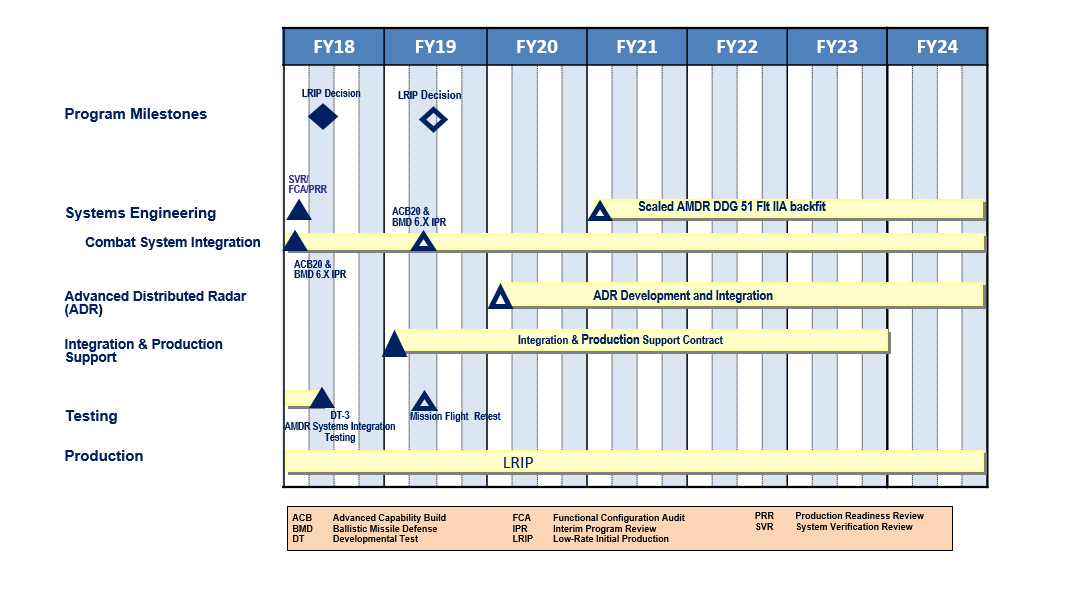 FY18 FY19 FY20 FY21 FY22 FY23 FY24
LRIP Decision LRIP Decision
Program Milestones
SVR/
FCA/PRR
Systems Engineering
ACB20 &
BMD 6.X IPR
Scaled AMDR DDG 51 Flt IIA backfit
Combat System Integration
ACB20 &
BMD 6.X IPR
Advanced Distributed Radar
(ADR)
ADR Development and Integration
Integration & Production
Support
Integration & Production Support Contract
Testing
DT-3
AMDR Systems Integration
Testing
Mission Flight Retest
Production
LRIP
ACB Advanced Capability Build
BMD Ballistic Missile Defense
DT Developmental Test
FCA Functional Configuration Audit
IPR Interim Program Review
LRIP Low-Rate Initial Production
PRR Production Readiness Review
SVR System Verification Review